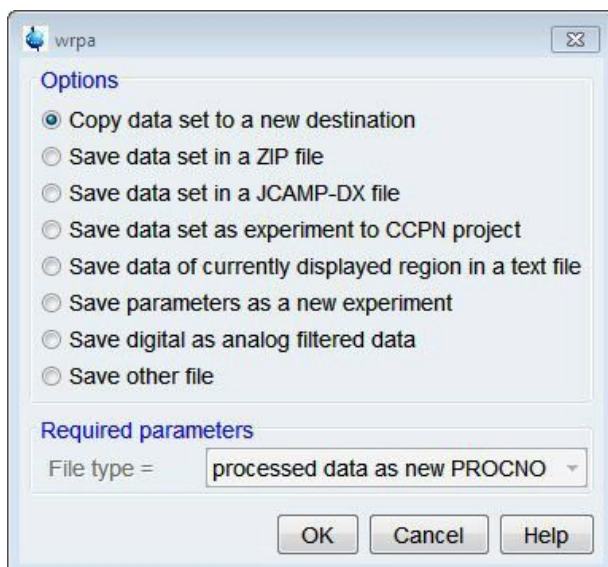 wrpa
Options
Copy data set to a new destination
Save data set in a ZIP file
Save data set in a JCAMP-DX file
Save data set as experiment to CCPN project
Save data of currently displayed region in a text file
Save parameters as a new experiment
Save digital as analog filtered data
Save other file
Required parameters
File type = processed data as new PROCNO
OK Cancel Help